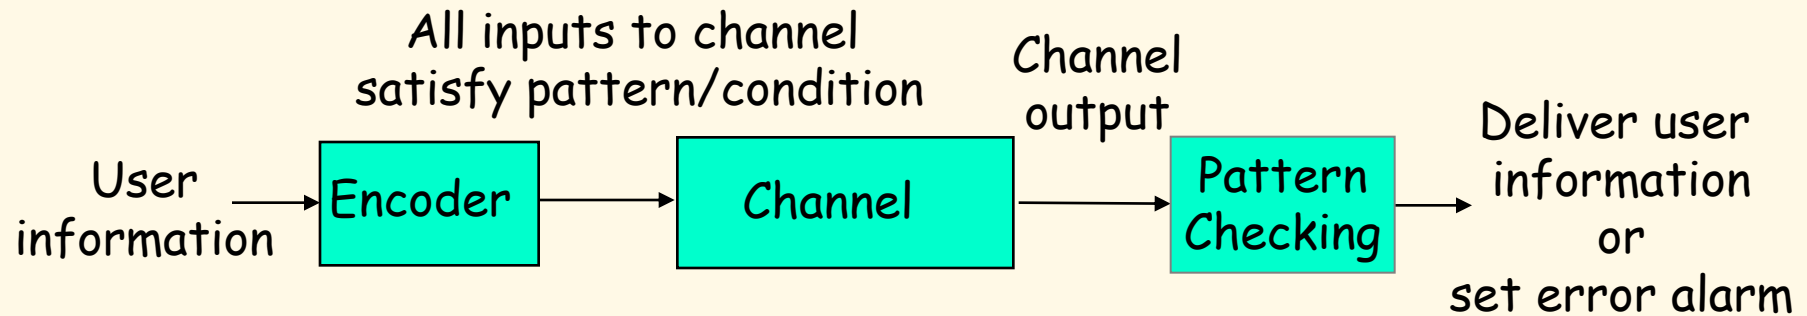 All inputs to channel
satisfy pattern/condition
Channel
output
User
information
Encoder
Channel
Pattern
Checking
Deliver user
information
or
set error alarm